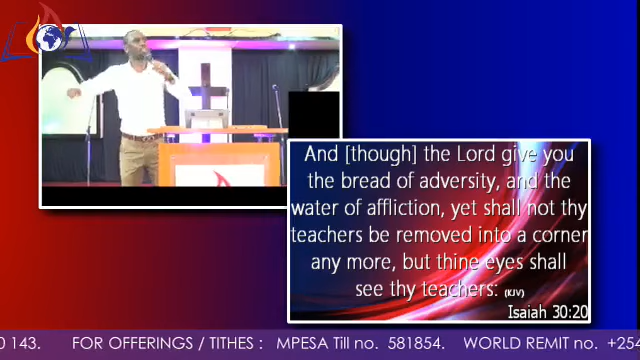 And [though] the Lord give you
the bread of adversity, and the
water of affliction, yet shall not thy
teachers be removed into a corner
any more, but thine eyes shall
see thy teachers: (KJV)
Isaiah 30:20
0 143. FOR OFFERINGS / TITHES : MPESA Till no. 581854. WORLD REMIT no. +254